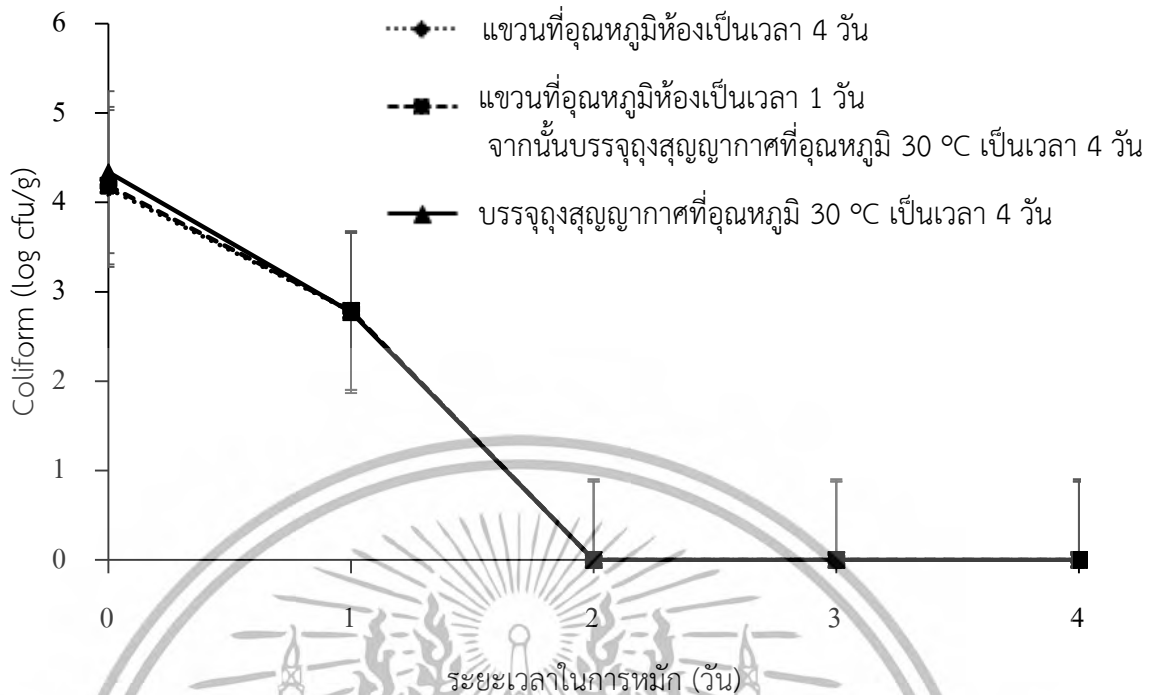 6
แขวนที่อุณหภูมิห้องเป็นเวลา 4 วัน
5
แขวนที่อุณหภูมิห้องเป็นเวลา 1 วัน
จากนั้นบรรจุถุงสุญญากาศที่อุณหภูมิ 30 °C เป็นเวลา 4 วัน
4
บรรจุถุงสุญญากาศที่อุณหภูมิ 30 °C เป็นเวลา 4 วัน
Coliform (log cfu/g)
3
2
1
0
0 1 2 3 4
ระยะเวลาในการหมัก (วัน)